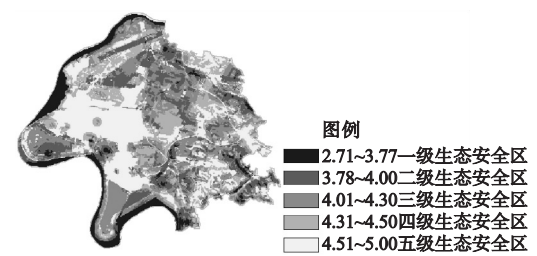 图例
2.71~3.77一级生态安全区
3.78~4.00二级生态安全区
4.01~4.30三级生态安全区
4.31~4.50四级生态安全区
4.51~5.00五级生态安全区